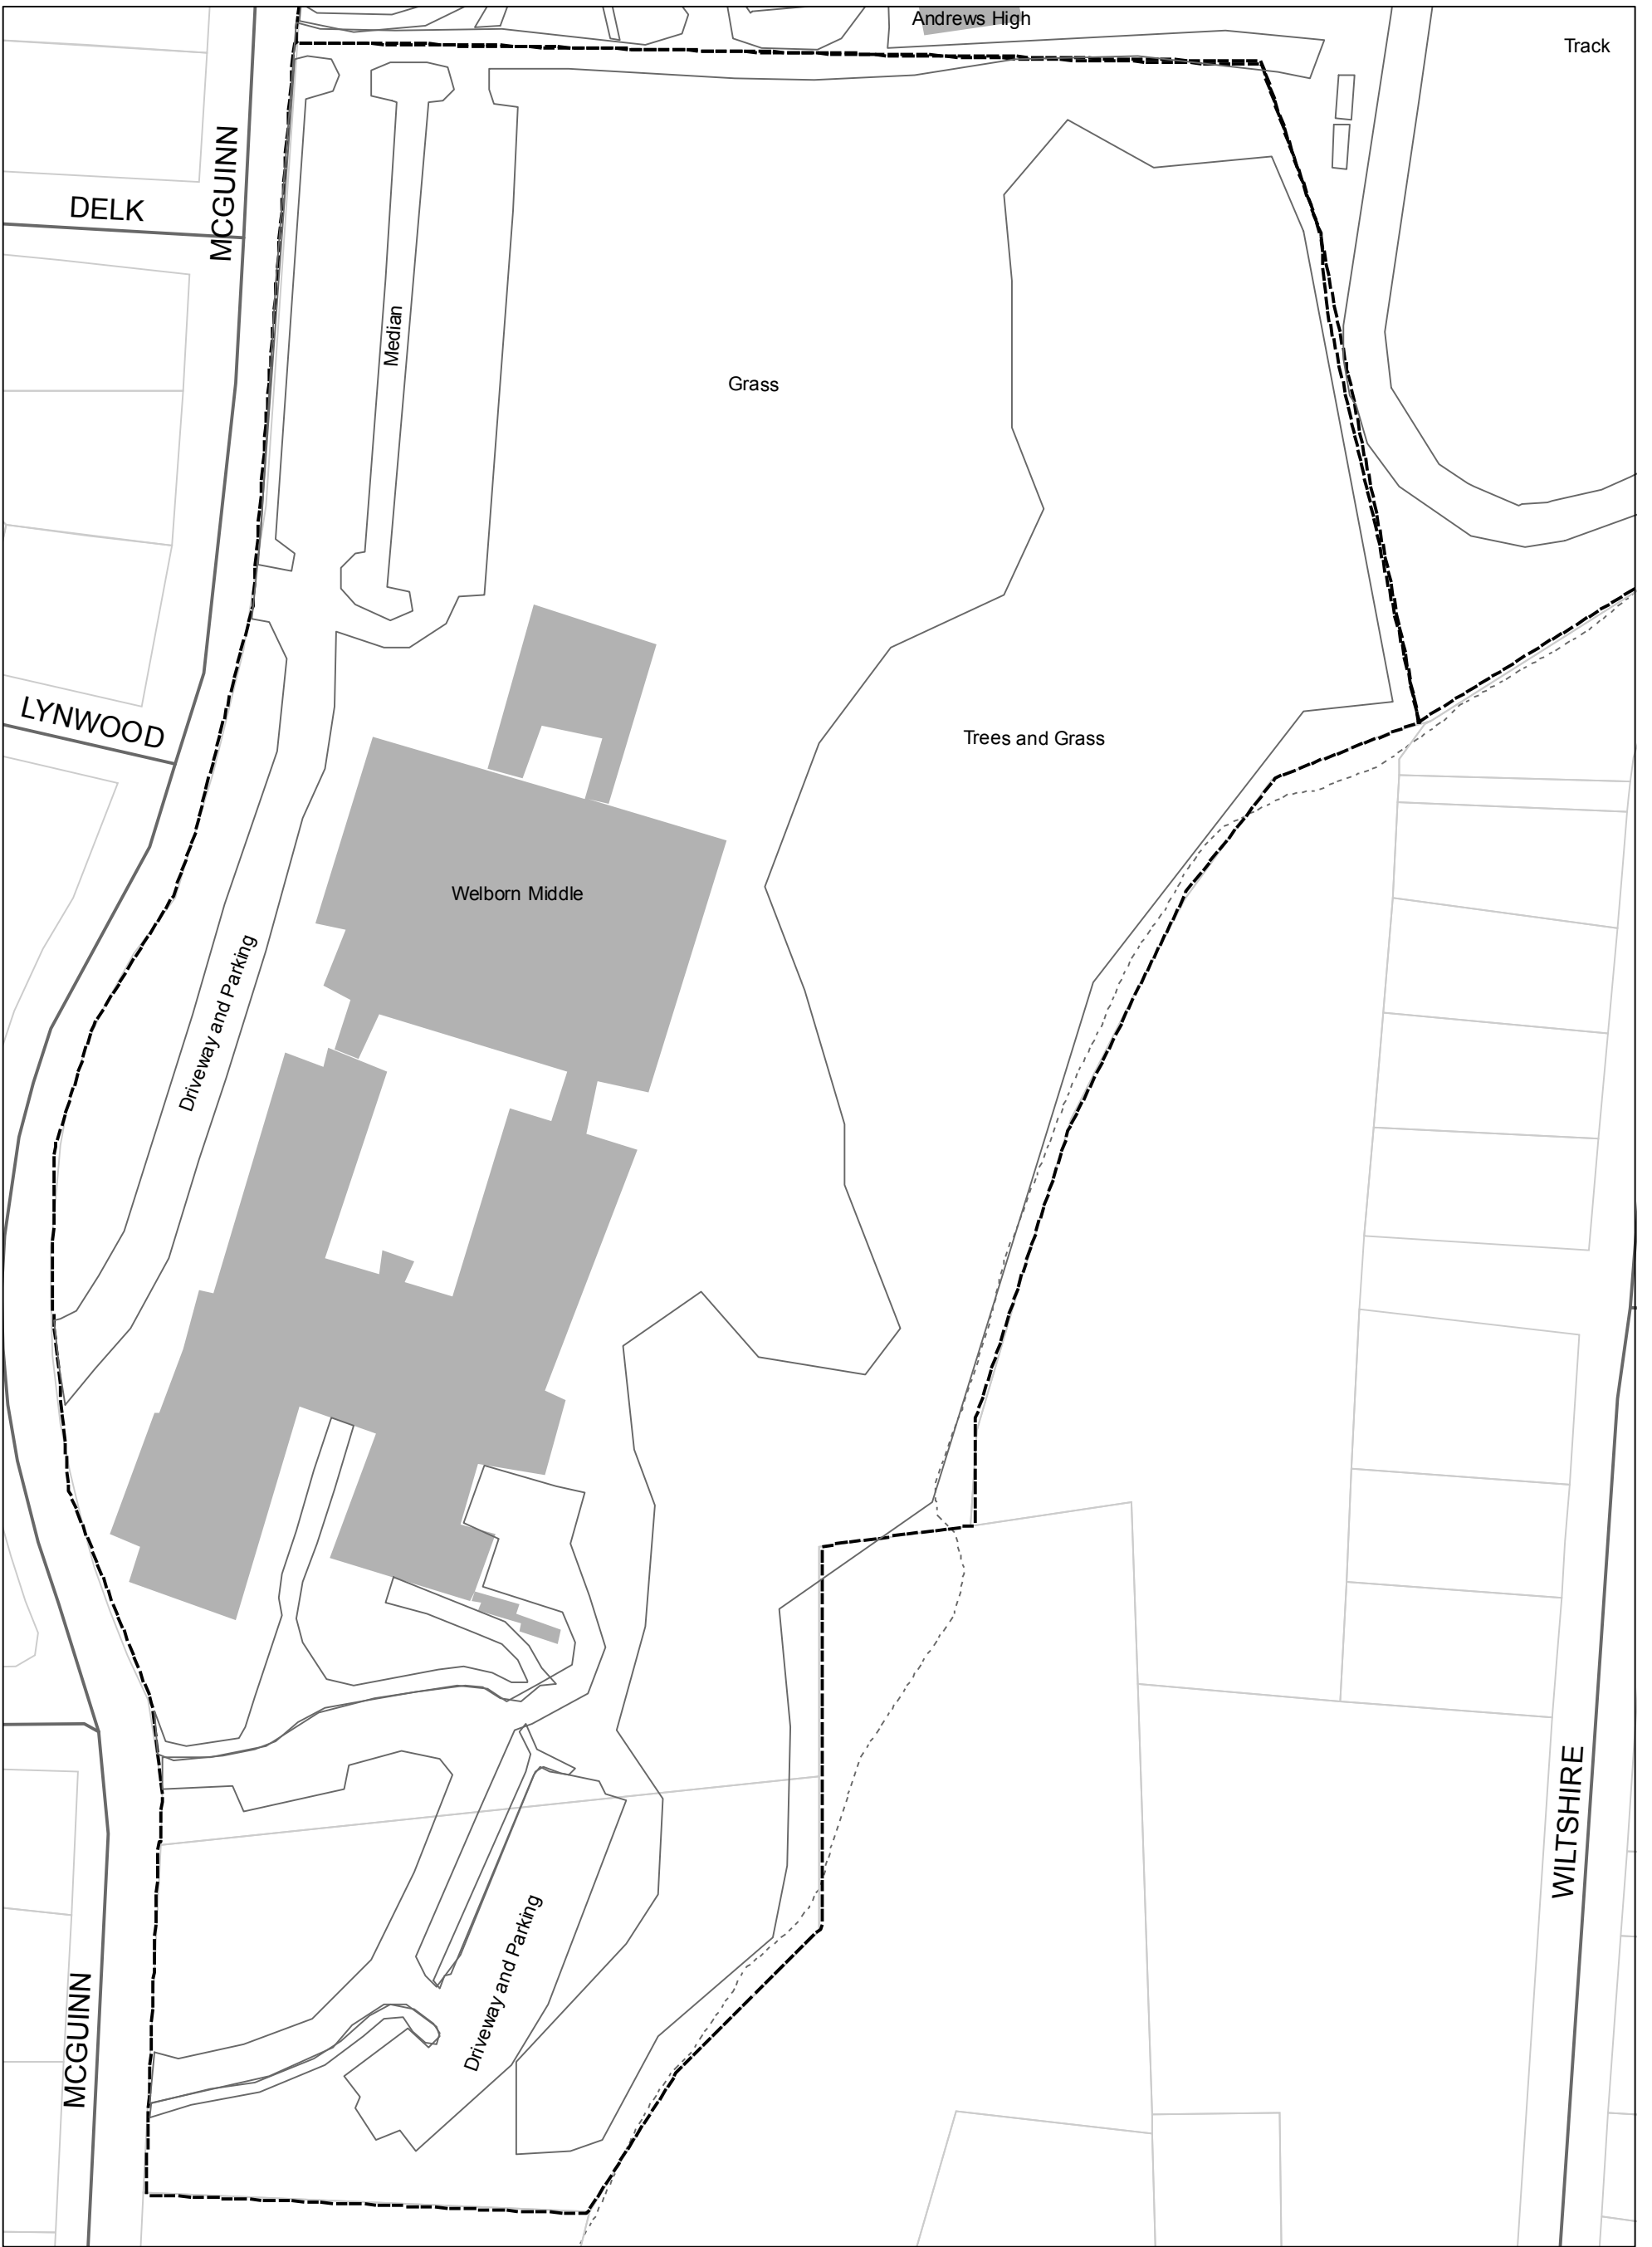 Andrews High
Track
MCGUINN
DELK
Median
Grass
LYNWOOD
Trees and Grass
Welborn Middle
Driveway and Parking
WILTSHIRE
Driveway and Parking
MCGUINN